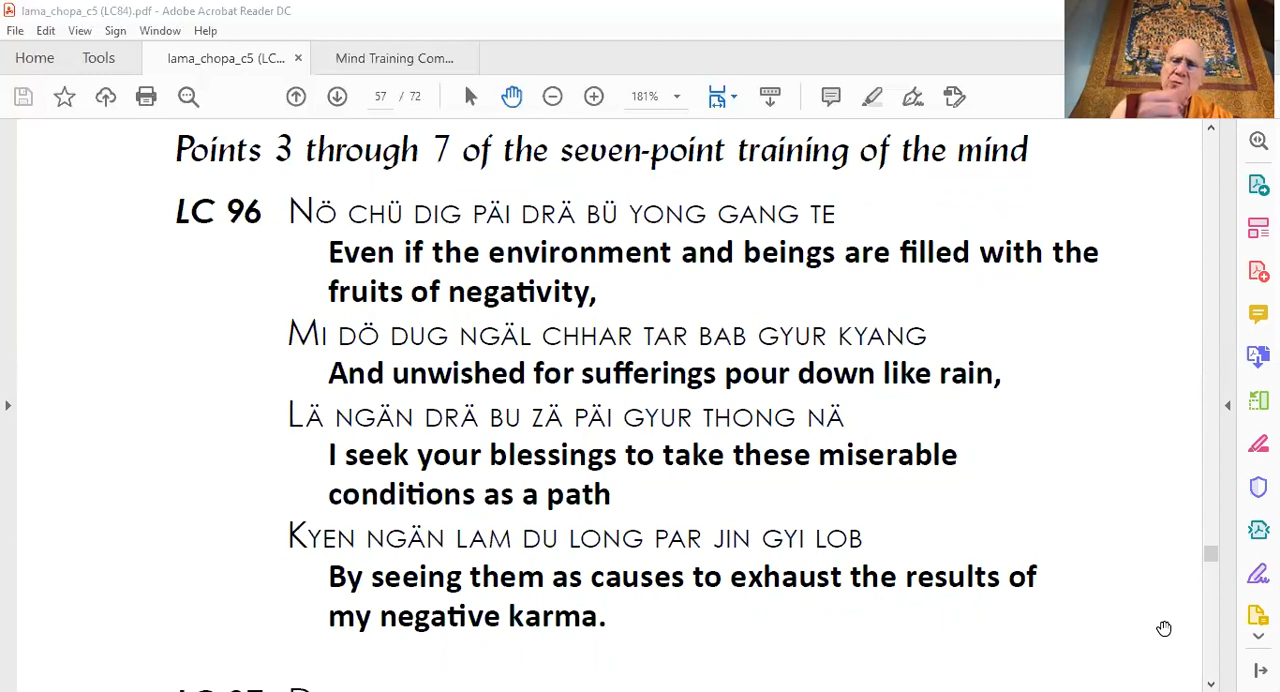 lama_chopa_c5 (LC84).pdf - Adobe Acrobat Reader DC
File Edit View Sign Window Help
Home Tools lama_chopa_c5 (LC... × Mind Training Com...
57 / 72 181%
Points 3 through 7 of the seven-point training of the mind
LC 96 NÖ CHÜ DIG PÄI DRÄ BÜ YONG GANG TE
Even if the environment and beings are filled with the
fruits of negativity,
MI DÖ DUG NGÄL CHHAR TAR BAB GYUR KYANG
And unwished for sufferings pour down like rain,
LÄ NGÄN DRÄ BU ZÄ PÄI GYUR THONG NÄ
I seek your blessings to take these miserable
conditions as a path
KYEN NGÄN LAM DU LONG PAR JIN GYI LOB
By seeing them as causes to exhaust the results of
my negative karma.